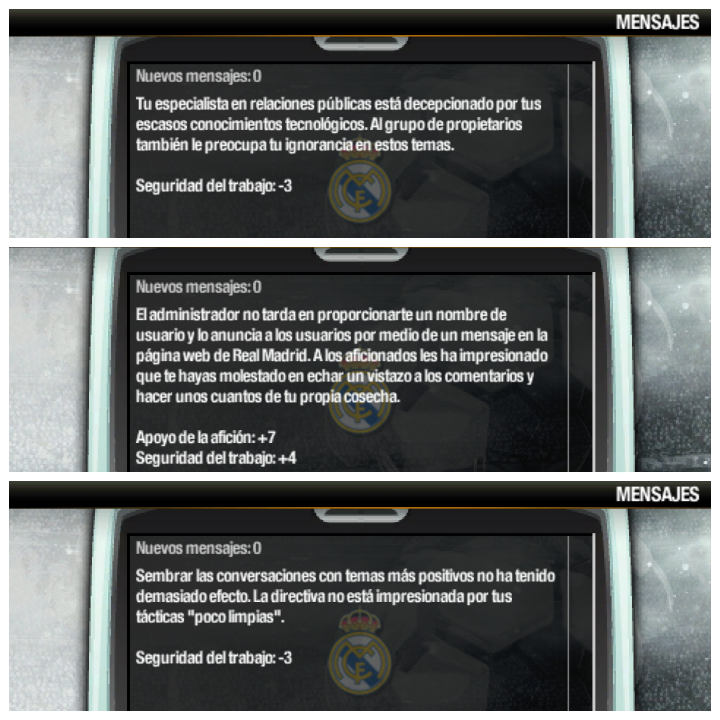 MENSAJES
Nuevos mensajes: 0
Tu especialista en relaciones públicas está decepcionado por tus
escasos conocimientos tecnológicos. Al grupo de propietarios
también le preocupa tu ignorancia en estos temas.
Seguridad del trabajo: -3
Nuevos mensajes: 0
El administrador no tarda en proporcionarte un nombre de
usuario y lo anuncia a los usuarios por medio de un mensaje en la
página web de Real Madrid. A los aficionados les ha impresionado
que te hayas molestado en echar un vistazo a los comentarios y
hacer unos cuantos de tu propia cosecha.
Apoyo de la afición: +7
Seguridad del trabajo: +4
MENSAJES
Nuevos mensajes: 0
Sembrar las conversaciones con temas más positivos no ha tenido
demasiado efecto. La directiva no está impresionada por tus
tácticas "poco limpias".
Seguridad del trabajo: -3